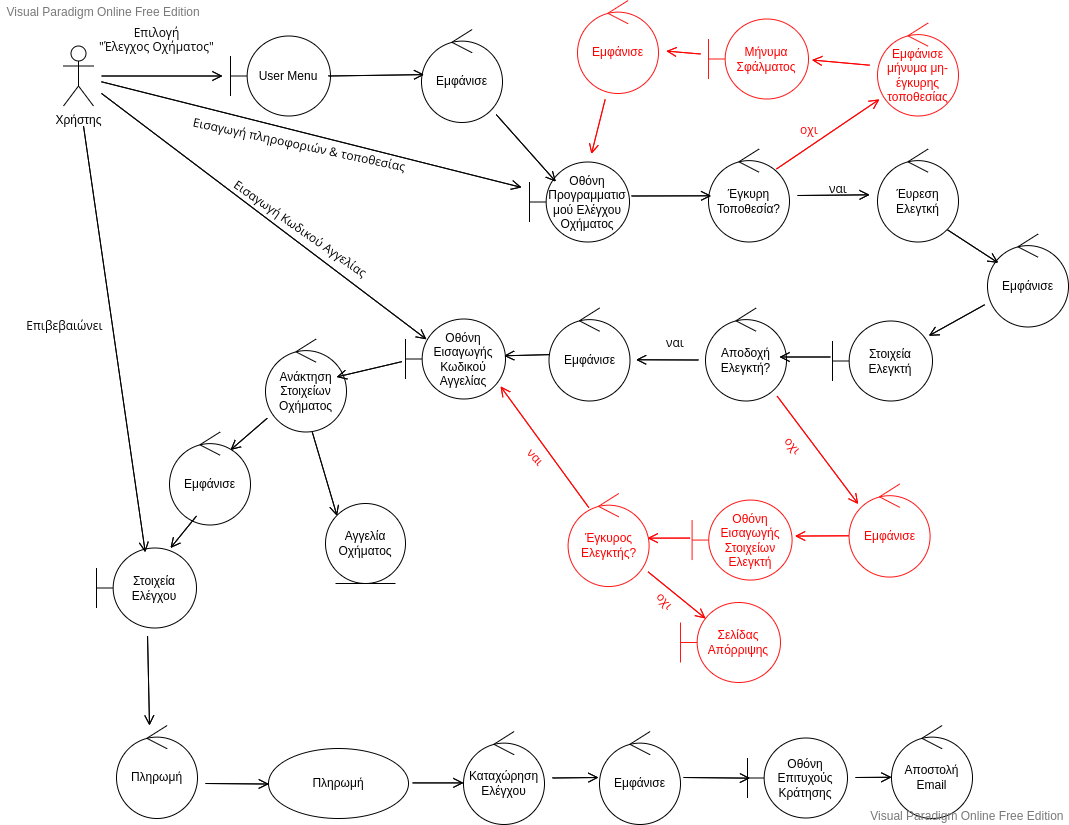 Visual Paradigm Online Free Edition
Επιλογή
"Έλεγχος Οχήματος"
Χρήστης
User Menu
Εμφάνισε
Εμφάνισε
Μήνυμα
Σφάλματος
Εμφάνισε
μήνυμα μη-
έγκυρης
τοποθεσίας
Εισαγωγή πληροφοριών & τοποθεσίας
οχι
Οθόνη
Προγραμματισ
μού Ελέγχου
Οχήματος
Έγκυρη
Τοποθεσία?
ναι
Έυρεση
Ελεγτκή
Εισαγωγή Κωδικού Αγγελίας
Εμφάνισε
Επιβεβαιώνει
Οθόνη
Εισαγωγής
Κωδικού
Αγγελίας
Εμφάνισε
ναι
Αποδοχή
Ελεγκτή?
Στοιχεία
Ελεγκτή
Ανάκτηση
Στοιχείων
Οχήματος
ναι
οχι
Εμφάνισε
Αγγελία
Οχήματος
Έγκυρος
Ελεγκτής?
Οθόνη
Εισαγωγής
Στοιχείων
Ελεγκτή
Εμφάνισε
οχι
Στοιχεία
Ελέγχου
Σελίδας
Απόρριψης
Πληρωμή
Πληρωμή
Καταχώρηση
Ελέγχου
Εμφάνισε
Οθόνη
Επιτυχούς
Κράτησης
Αποστολή
Email
Visual Paradigm Online Free Edition